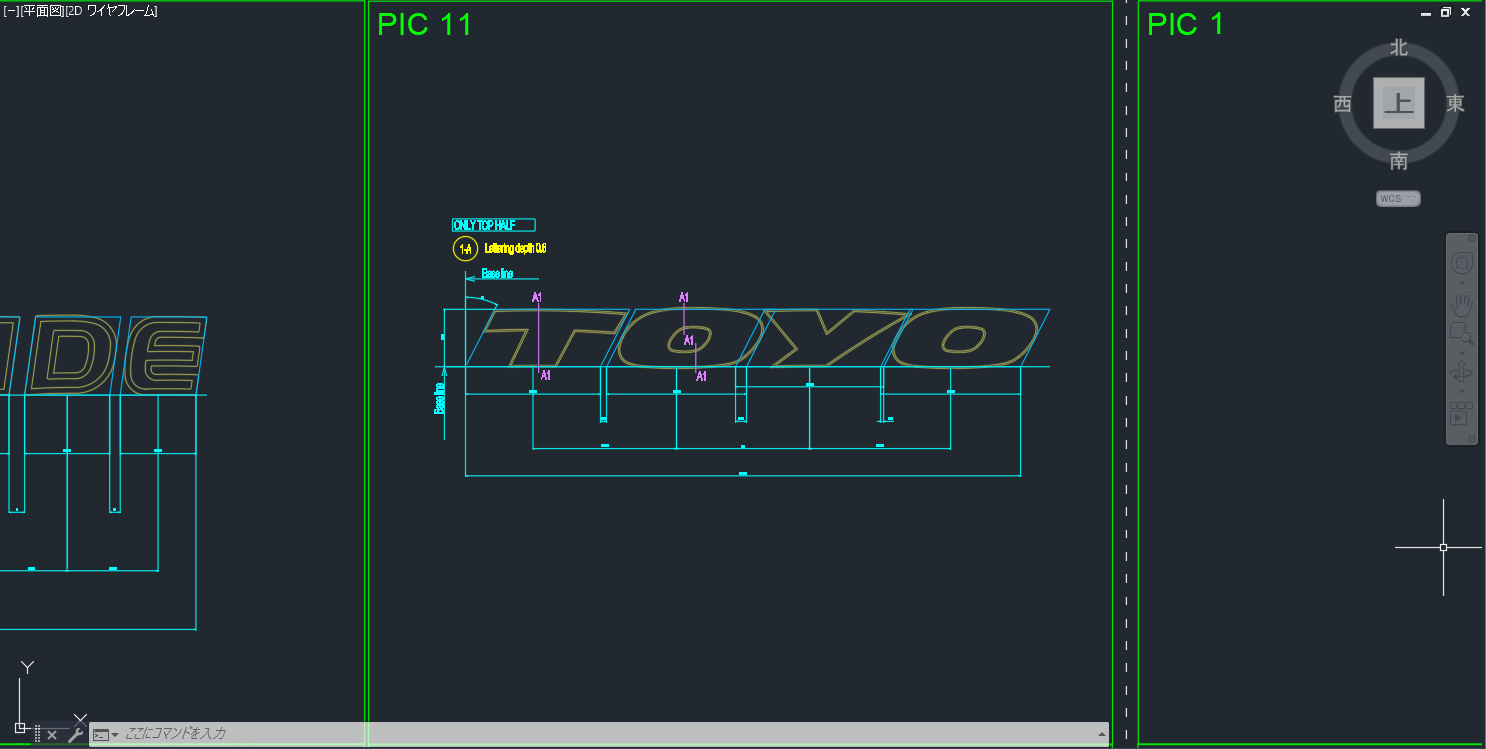 [−][平面図][2D ワイヤフレーム]
PIC 11
PIC 1
北
西
上
東
南
WCS
ONLY TOP HALF
1-A
Lettering depth 0.6
Base line
A1
A1
TOYO
A1
A1
A1
Base line
DE
Y
X
ここにコマンドを入力